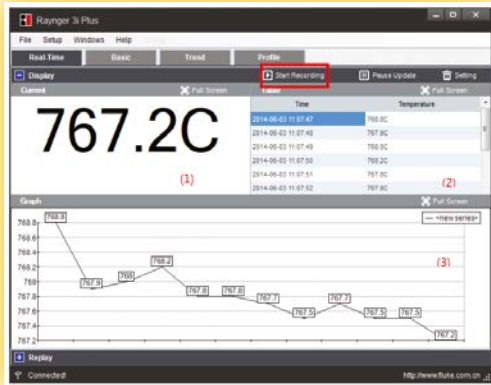 Raynger 3i Plus
File Setup Windows Help
Real-Time Basic Trend Profile
Display Start Recording Pause Update Setting
Current Full Screen Table Full Screen
767.2C
(1)
Time Temperature
2014-06-03 11:07:47 768.8C
2014-06-03 11:07:48 767.9C
2014-06-03 11:07:49 768.0C
2014-06-03 11:07:50 768.2C
2014-06-03 11:07:51 767.8C
2014-06-03 11:07:52 767.8C
(2)
Graph Full Screen
<new series>
(3)
768.8
768.6
768.4
768.2
768
767.8
767.6
767.4
767.2
768.8 767.9 768 768.2 767.8 767.8 767.7 767.5 767.7 767.5 767.5 767.2
Replay
Connected! http://www.fluke.com.cn